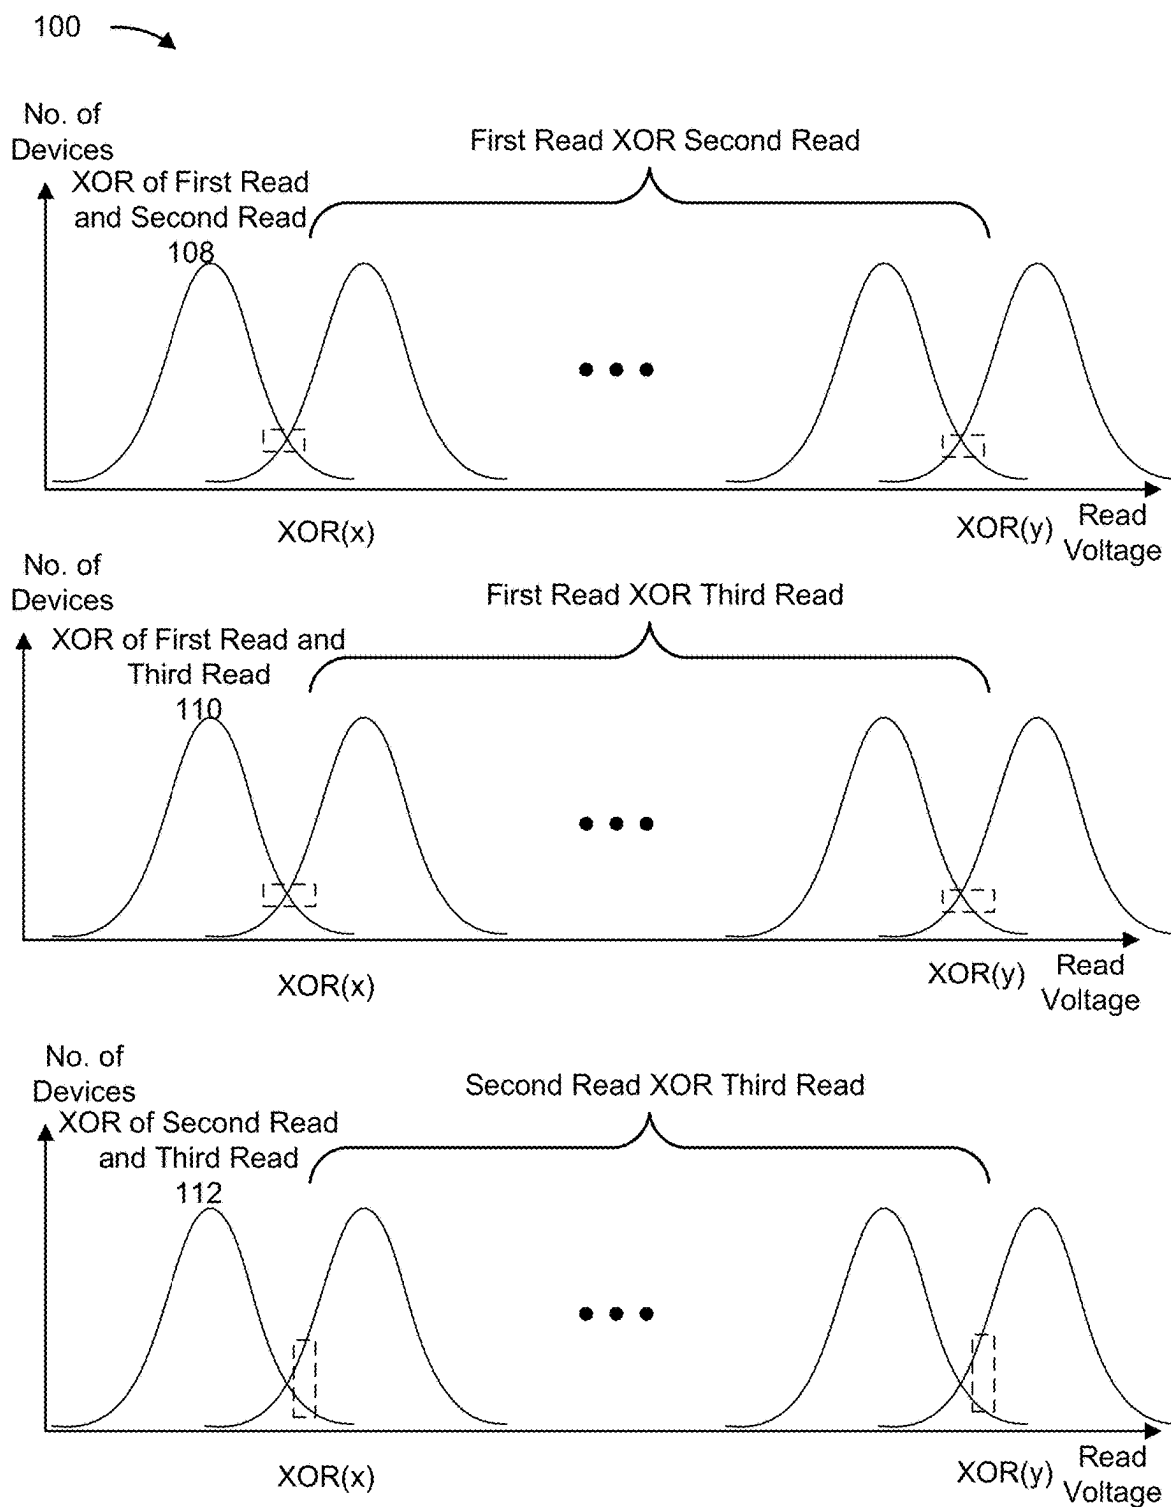 100
No. of
Devices
First Read XOR Second Read
XOR of First Read
and Second Read
108
XOR(x)
XOR(y)
Read
Voltage
No. of
Devices
First Read XOR Third Read
XOR of First Read and
Third Read
110
XOR(x)
XOR(y)
Read
Voltage
No. of
Devices
Second Read XOR Third Read
XOR of Second Read
and Third Read
112
XOR(x)
XOR(y)
Read
Voltage